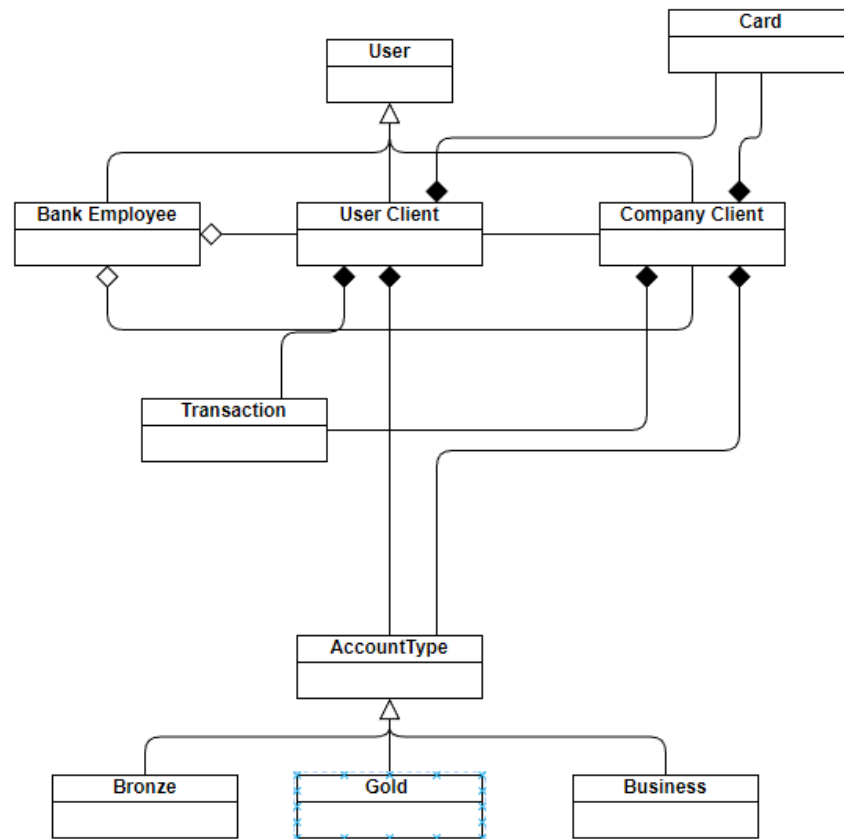 Card
User
Bank Employee
User Client
Company Client
Transaction
AccountType
Bronze
Gold
Business